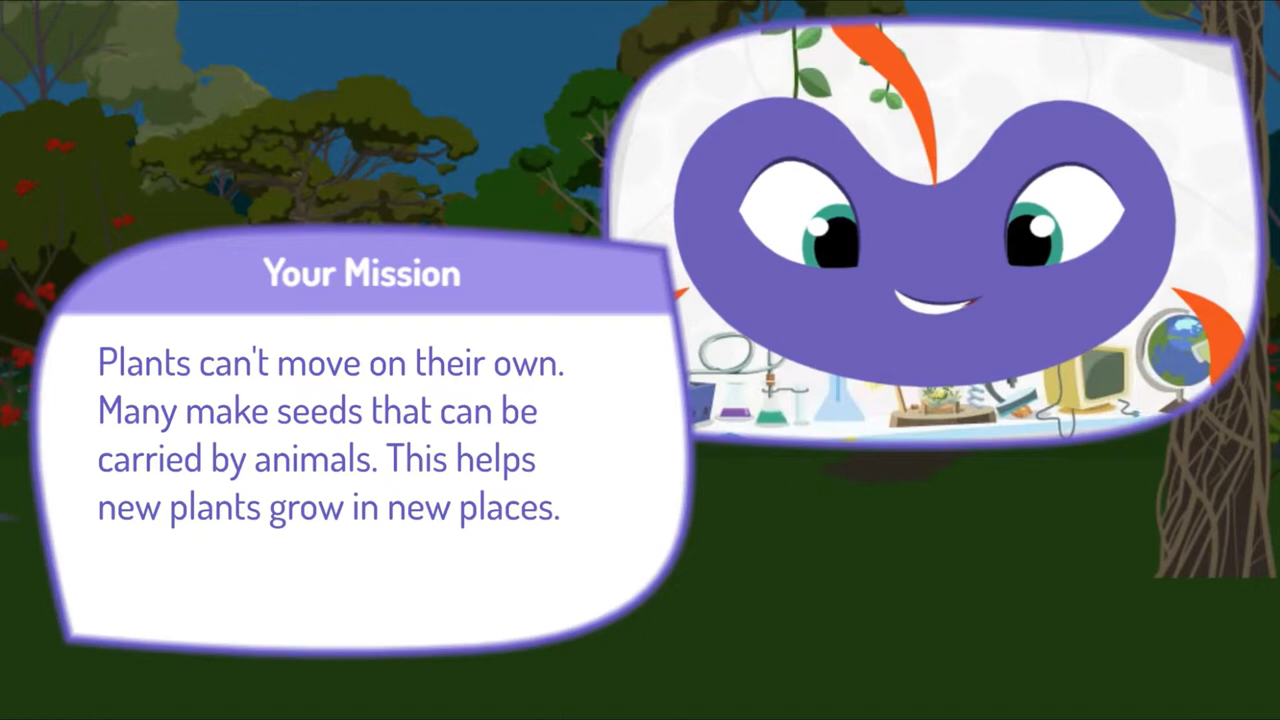 Your Mission
Plants can't move on their own.
Many make seeds that can be
carried by animals. This helps
new plants grow in new places.